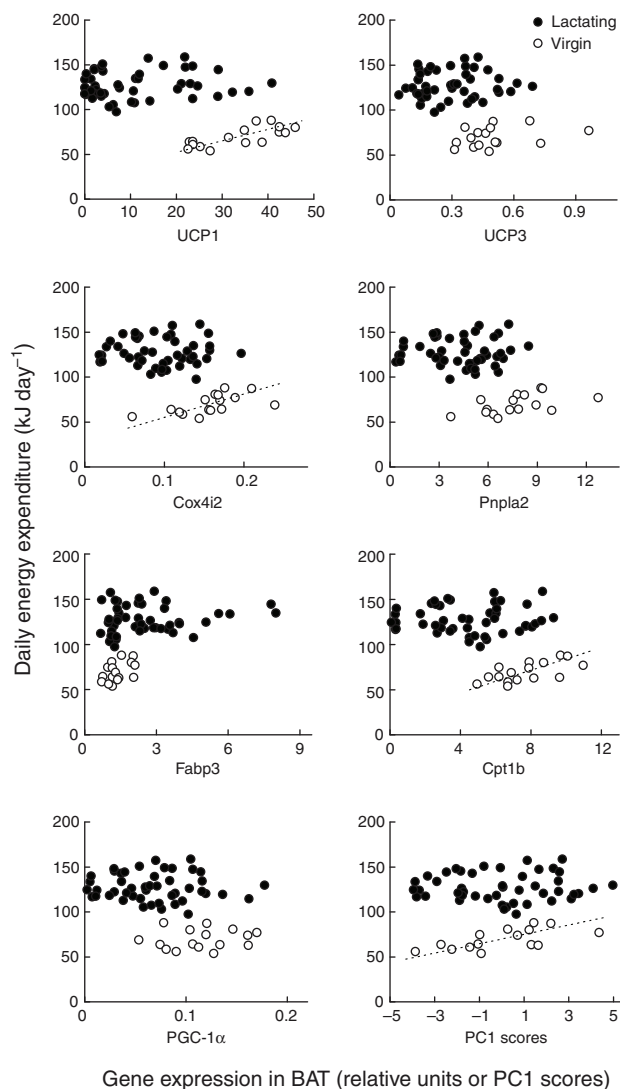 Lactating
Virgin
200
150
100
50
0
0 10 20 30 40 50
UCP1
200
150
100
50
0
0 0.3 0.6 0.9
UCP3
200
150
100
50
0
0 0.1 0.2
Cox4i2
200
150
100
50
0
0 3 6 9 12
Pnpla2
200
150
100
50
0
0 3 6 9
Fabp3
200
150
100
50
0
0 4 8 12
Cpt1b
200
150
100
50
0
0 0.1 0.2
PGC-1α
200
150
100
50
0
–5 –3 –1 1 3 5
PC1 scores
Daily energy expenditure (kJ day⁻¹)
Gene expression in BAT (relative units or PC1 scores)